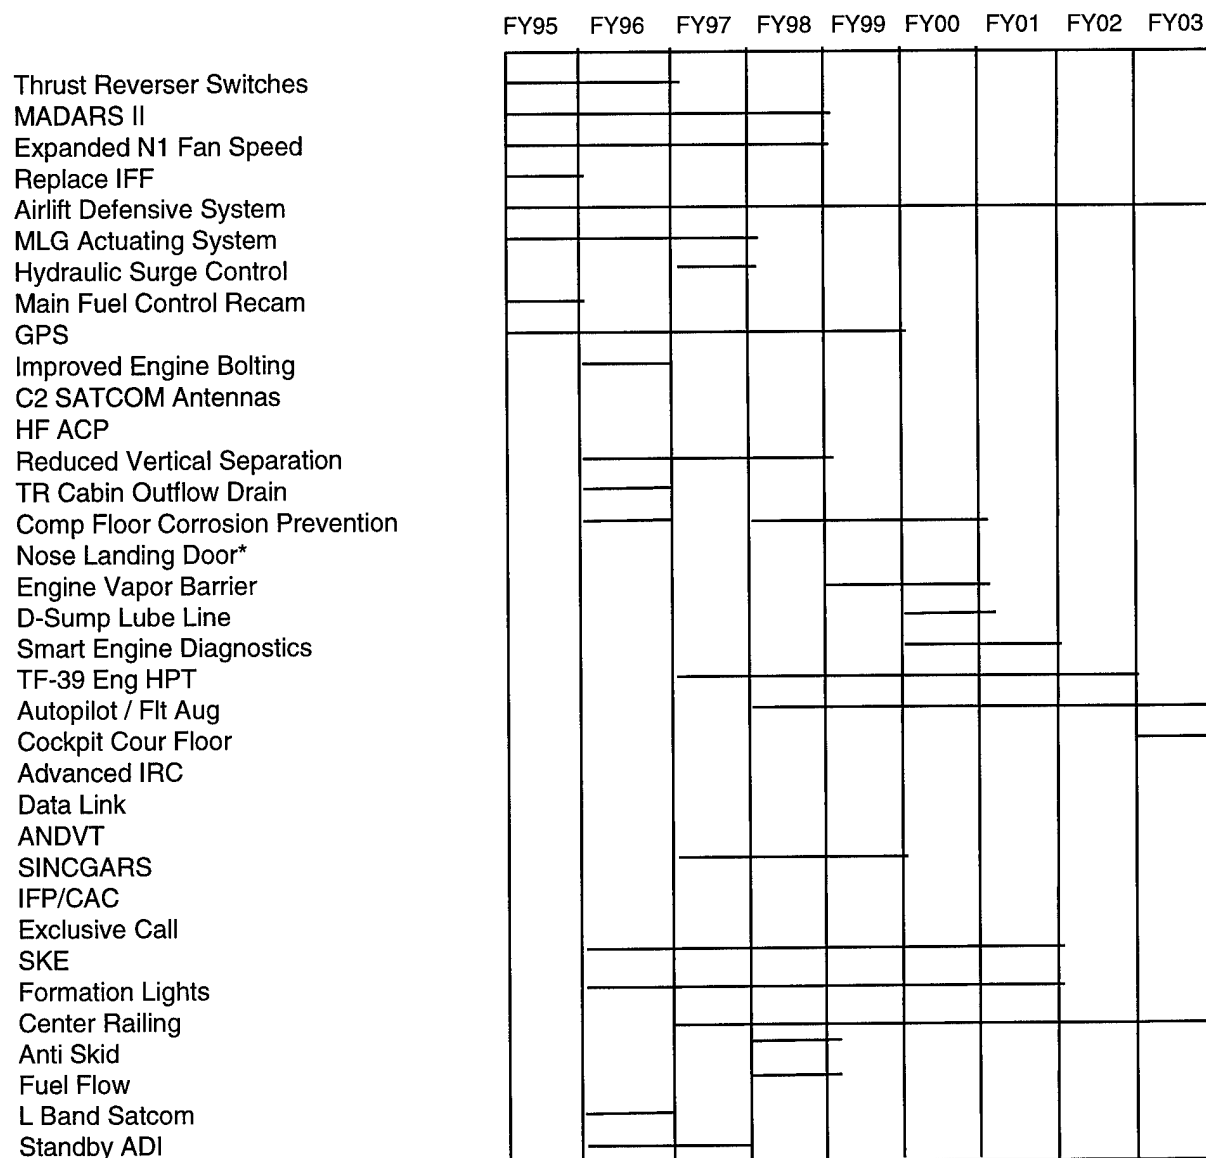 FY95 FY96 FY97 FY98 FY99 FY00 FY01 FY02 FY03
Thrust Reverser Switches
MADARS II
Expanded N1 Fan Speed
Replace IFF
Airlift Defensive System
MLG Actuating System
Hydraulic Surge Control
Main Fuel Control Recam
GPS
Improved Engine Bolting
C2 SATCOM Antennas
HF ACP
Reduced Vertical Separation
TR Cabin Outflow Drain
Comp Floor Corrosion Prevention
Nose Landing Door*
Engine Vapor Barrier
D-Sump Lube Line
Smart Engine Diagnostics
TF-39 Eng HPT
Autopilot / Flt Aug
Cockpit Cour Floor
Advanced IRC
Data Link
ANDVT
SINCGARS
IFP/CAC
Exclusive Call
SKE
Formation Lights
Center Railing
Anti Skid
Fuel Flow
L Band Satcom
Standby ADI